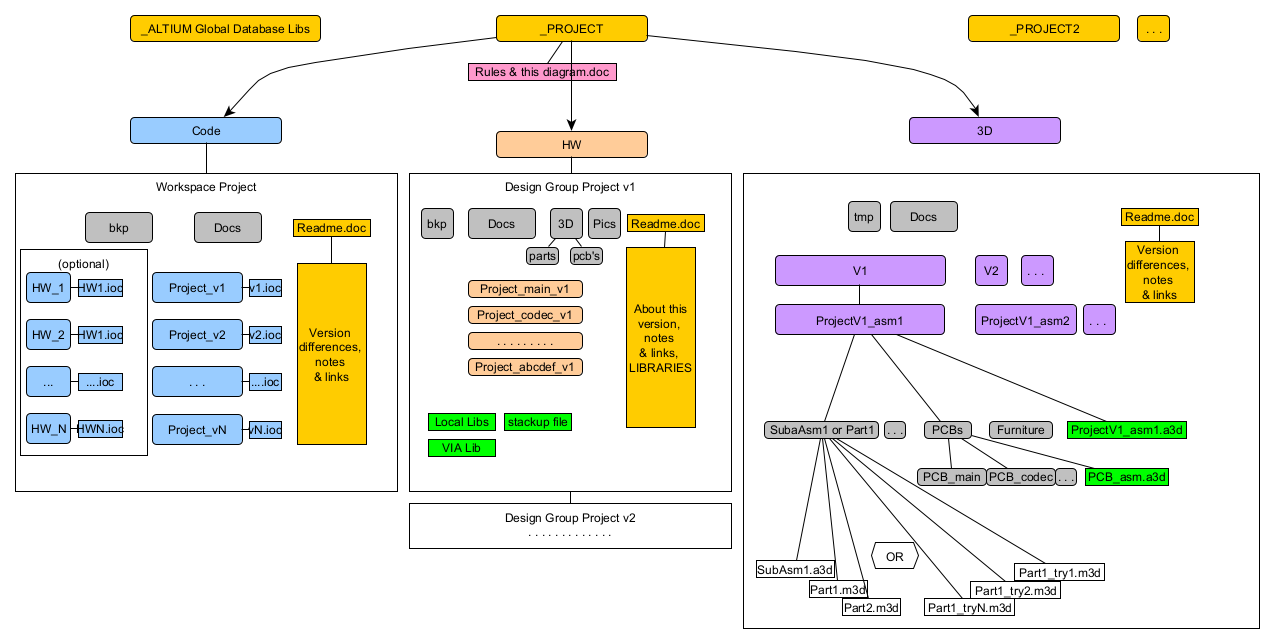 _ALTIUM Global Database Libs
_PROJECT
_PROJECT2
. . .
Rules & this diagram.doc
Code
HW
3D
Workspace Project
bkp
Docs
Readme.doc
(optional)
HW_1
HW1.ioc
Project_v1
v1.ioc
HW_2
HW1.ioc
Project_v2
v2.ioc
...
....ioc
. . .
....ioc
HW_N
HWN.ioc
Project_vN
vN.ioc
Version
differences,
notes
& links
Design Group Project v1
bkp
Docs
3D
Pics
Readme.doc
parts
pcb's
Project_main_v1
Project_codec_v1
. . . . . . . . .
Project_abcdef_v1
About this
version,
notes
& links,
LIBRARIES
Local Libs
stackup file
VIA Lib
Design Group Project v2
. . . . . . . . . . . . .
tmp
Docs
Readme.doc
Version
differences,
notes
& links
V1
V2
. . .
ProjectV1_asm1
ProjectV1_asm2
. . .
SubaAsm1 or Part1
. . .
PCBs
Furniture
ProjectV1_asm1.a3d
PCB_main
PCB_codec
. . .
PCB_asm.a3d
OR
SubAsm1.a3d
Part1.m3d
Part2.m3d
Part1_try1.m3d
Part1_try2.m3d
Part1_tryN.m3d